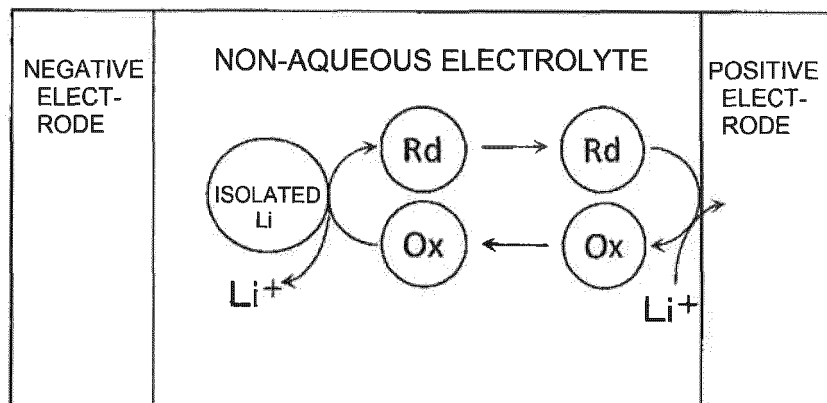 NEGATIVE
ELECT-
RODE
NON-AQUEOUS ELECTROLYTE
POSITIVE
ELECT-
RODE
Rd
Rd
ISOLATED
Li
Ox
Ox
Li+
Li+